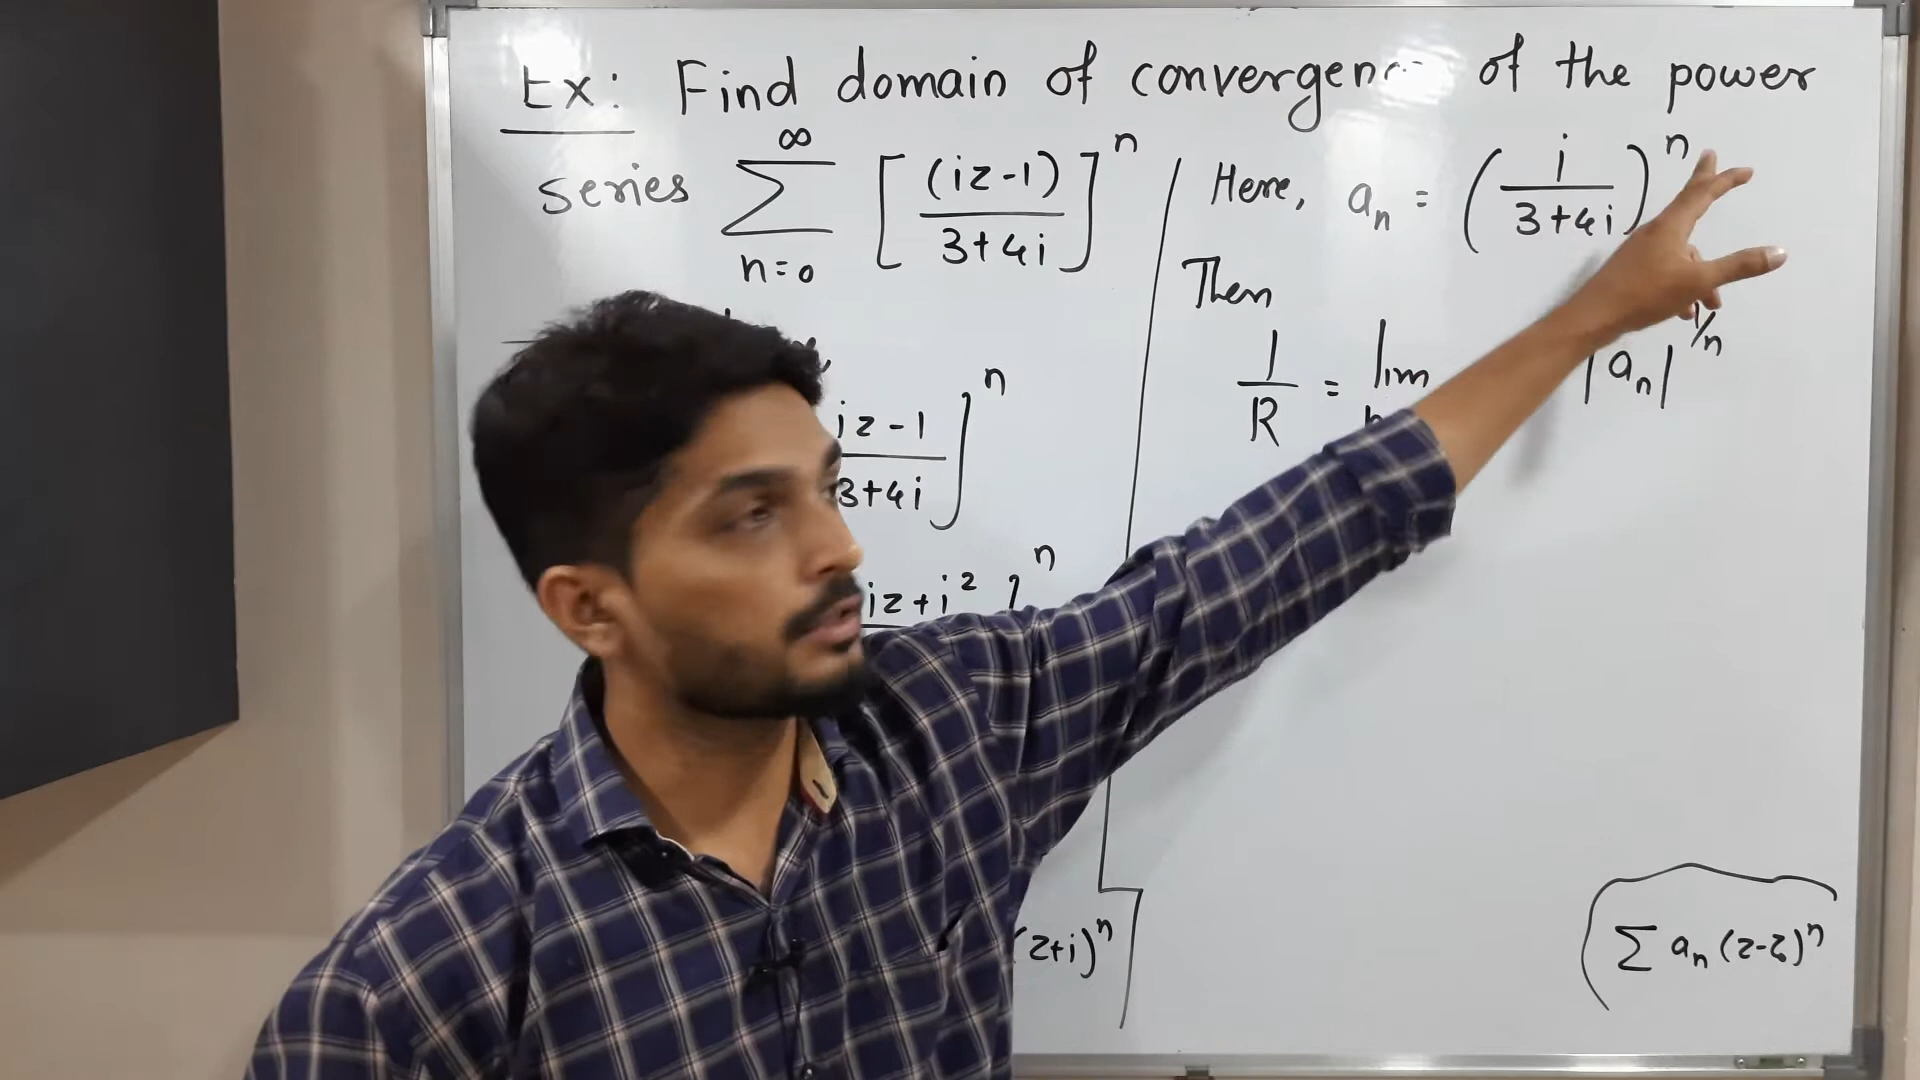 Ex: Find domain of convergen of the power
series ∞ Σ n=0 [(iz-1) / 3+4i]^n
iz-1 / 3+4i ]^n
iz+i² ]^n
(z+i)^n
Here, a_n = (i / 3+4i)^n
Then
1/R = lim |a_n|^1/n
Σ a_n (z-z₀)^n